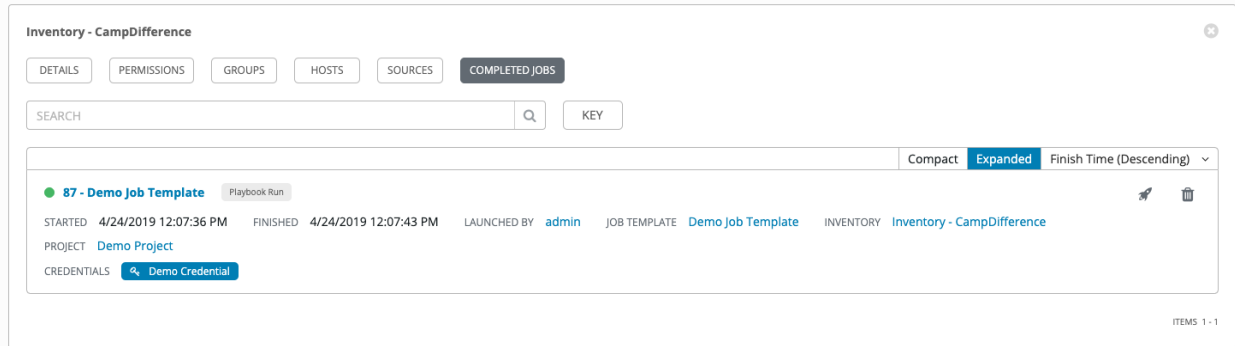 Inventory - CampDifference
DETAILS PERMISSIONS GROUPS HOSTS SOURCES COMPLETED JOBS
SEARCH KEY
Compact Expanded Finish Time (Descending)
87 - Demo Job Template Playbook Run
STARTED 4/24/2019 12:07:36 PM FINISHED 4/24/2019 12:07:43 PM LAUNCHED BY admin JOB TEMPLATE Demo Job Template INVENTORY Inventory - CampDifference
PROJECT Demo Project
CREDENTIALS Demo Credential
ITEMS 1 - 1